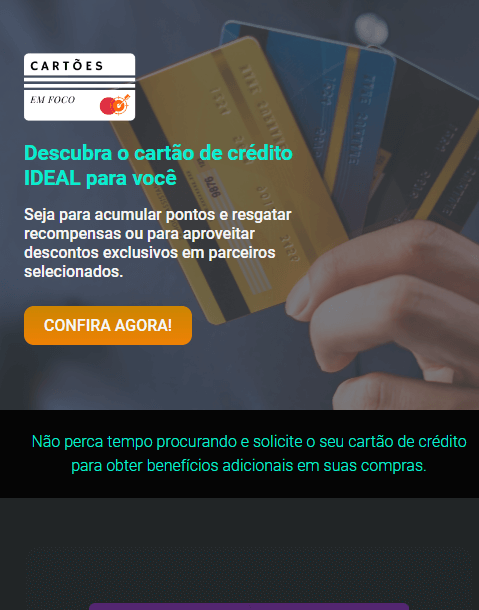 CARTÕES
EM FOCO
Descubra o cartão de crédito
IDEAL para você
Seja para acumular pontos e resgatar
recompensas ou para aproveitar
descontos exclusivos em parceiros
selecionados.
CONFIRA AGORA!
Não perca tempo procurando e solicite o seu cartão de crédito
para obter benefícios adicionais em suas compras.